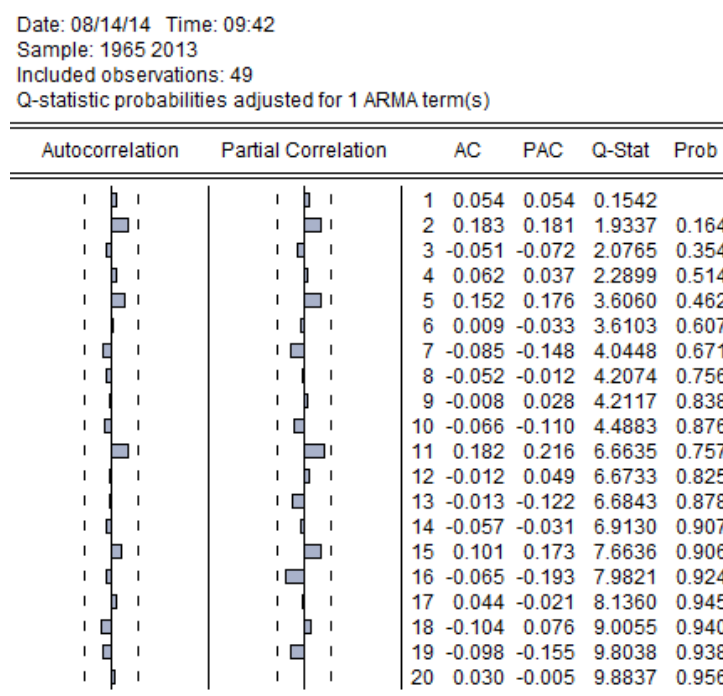 Date: 08/14/14 Time: 09:42
Sample: 1965 2013
Included observations: 49
Q-statistic probabilities adjusted for 1 ARMA term(s)
Autocorrelation Partial Correlation AC PAC Q-Stat Prob
1 0.054 0.054 0.1542
2 0.183 0.181 1.9337 0.164
3 -0.051 -0.072 2.0765 0.354
4 0.062 0.037 2.2899 0.514
5 0.152 0.176 3.6060 0.462
6 0.009 -0.033 3.6103 0.607
7 -0.085 -0.148 4.0448 0.671
8 -0.052 -0.012 4.2074 0.756
9 -0.008 0.028 4.2117 0.838
10 -0.066 -0.110 4.4883 0.876
11 0.182 0.216 6.6635 0.757
12 -0.012 0.049 6.6733 0.825
13 -0.013 -0.122 6.6843 0.878
14 -0.057 -0.031 6.9130 0.907
15 0.101 0.173 7.6636 0.906
16 -0.065 -0.193 7.9821 0.924
17 0.044 -0.021 8.1360 0.945
18 -0.104 0.076 9.0055 0.940
19 -0.098 -0.155 9.8038 0.938
20 0.030 -0.005 9.8837 0.956